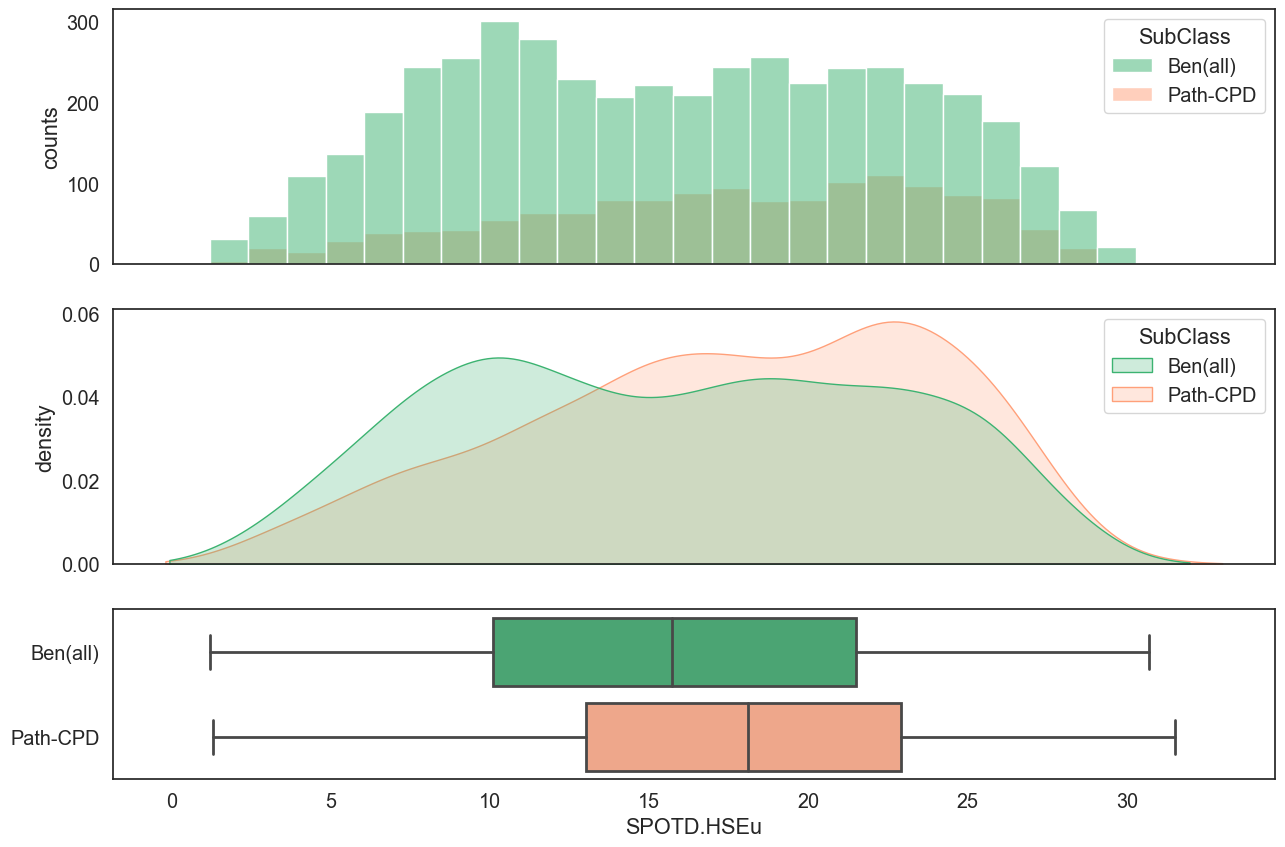 300
200
100
0
counts
SubClass
Ben(all)
Path-CPD
0.06
0.04
0.02
0.00
density
SubClass
Ben(all)
Path-CPD
Ben(all)
Path-CPD
0 5 10 15 20 25 30
SPOTD.HSEu